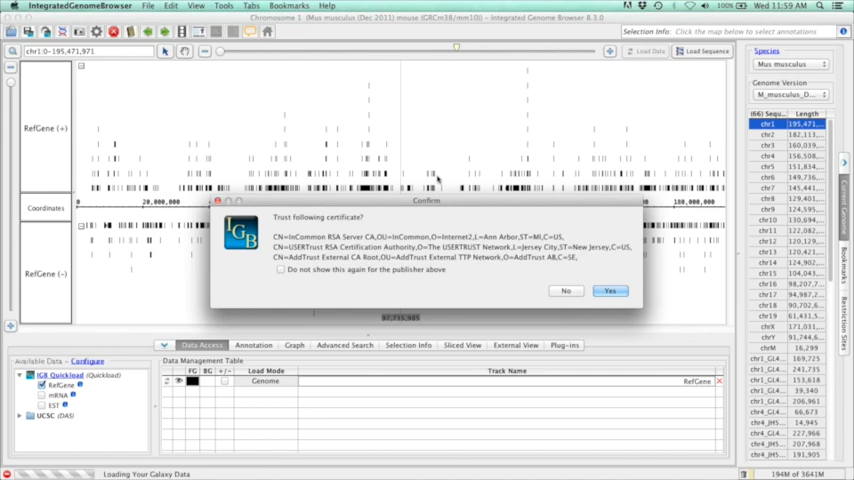 IntegratedGenomeBrowser File Edit View Tools Tabs Bookmarks Help 100% Wed 11:59 AM
Chromosome 1 (Mus musculus (Dec 2011) mouse (GRCm38/mm10)) - Integrated Genome Browser 8.3.0
Selection Info: Click the map below to select annotations
chr1:0-195,471,971
Load Data
Load Sequence
RefGene (+)
Coordinates
0 20,000,000
180,000,000
RefGene (-)
97,735,985
Confirm
IGB
Trust following certificate?
CN=InCommon RSA Server CA,OU=InCommon,O=Internet2,L=Ann Arbor,ST=MI,C=US,
CN=USERTrust RSA Certification Authority,O=The USERTRUST Network,L=Jersey City,ST=New Jersey,C=US,
CN=AddTrust External CA Root,OU=AddTrust External TTP Network,O=AddTrust AB,C=SE,
Do not show this again for the publisher above
No
Yes
Species
Mus musculus
Genome Version
M_musculus_D...
(66) Sequ... Length
chr1 195,471,...
chr2 182,113,...
chr3 160,039,...
chr4 156,508,...
chr5 151,834,...
chr6 149,736,...
chr7 145,441,...
chr8 129,401,...
chr9 124,595,...
chr10 130,694,...
chr11 122,082,...
chr12 120,129,...
chr13 120,421,...
chr14 124,902,...
chr15 104,043,...
chr16 98,207,7...
chr17 94,987,2...
chr18 90,702,6...
chr19 61,431,5...
chrX 171,031,...
chrY 91,744,6...
chrM 16,299
chr1_GL4... 169,725
chr1_GL4... 241,735
chr1_GL4... 153,618
chr1_GL4... 39,340
chr1_GL4... 206,961
chr4_GL4... 66,673
chr4_JH5... 14,945
chr4_GL4... 227,966
chr4_JH5... 207,968
chr4_GL4... 191,905
Current Genome
Bookmarks
Restriction Sites
Data Access Annotation Graph Advanced Search Selection Info Sliced View External View Plug-ins
Available Data: Configure
IGB Quickload (Quickload)
RefGene
mRNA
EST
UCSC (DAS)
Data Management Table
FG BG +/- Load Mode Track Name
Genome RefGene
Loading Your Galaxy Data
194M of 3641M